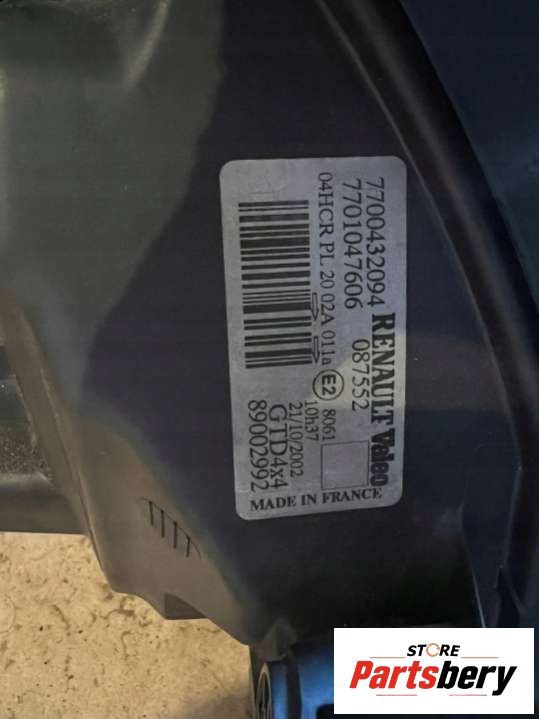 7700432094
7701047606
RENAULT Valeo
087552
04HCR PL 20 02A 011a E2 8061
10h37
21/10/2002
GTD4x4
89002992
MADE IN FRANCE
STORE
Partsbery